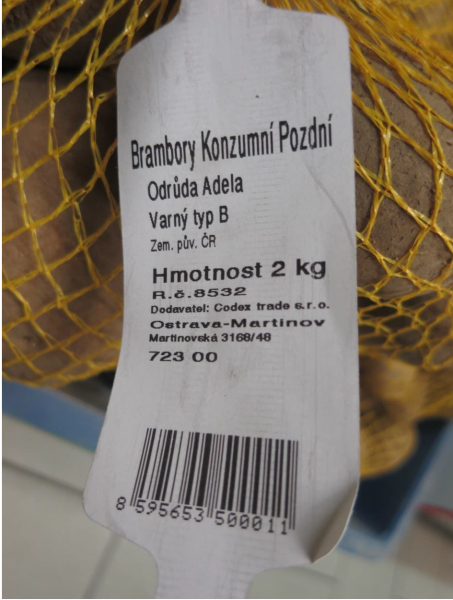 Brambory Konzumní Pozdní
Odrůda Adela
Varný typ B
Zem. pův. ČR
Hmotnost 2 kg
R.č.8532
Dodavatel: Codex trade s.r.o.
Ostrava-Martinov
Martinovská 3168/48
723 00
8 595653 500011